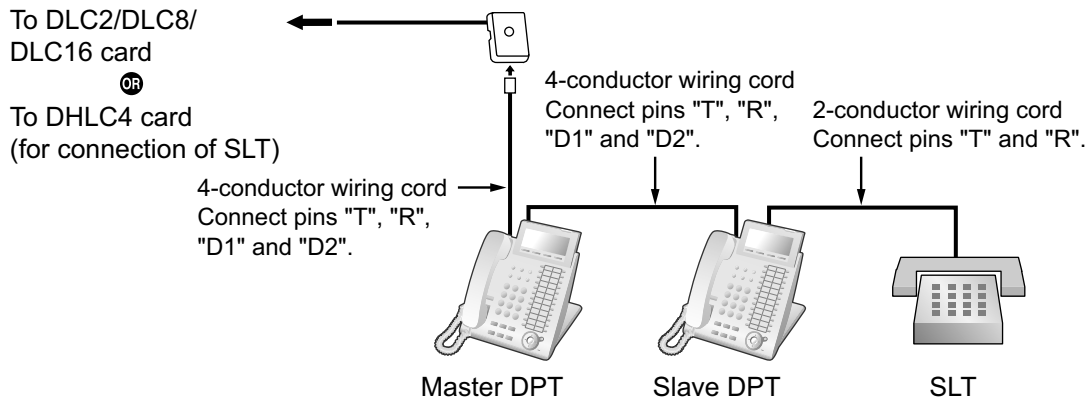 To DLC2/DLC8/
DLC16 card
OR
To DHLC4 card
(for connection of SLT)
4-conductor wiring cord
Connect pins "T", "R",
"D1" and "D2".
4-conductor wiring cord
Connect pins "T", "R",
"D1" and "D2".
2-conductor wiring cord
Connect pins "T" and "R".
Master DPT
Slave DPT
SLT